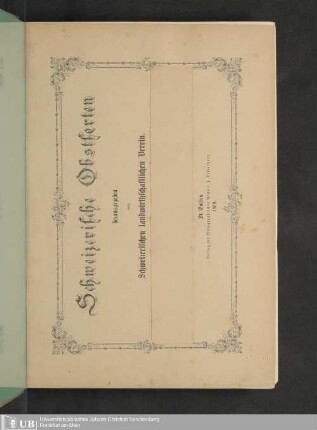 Schweizerische Obstsorten
herausgegeben
vom
Schweizerischen landwirthschaftlichen Verein.
St. Gallen.
UB
Universitätsbibliothek Johann Christian Senckenberg
Frankfurt am Main